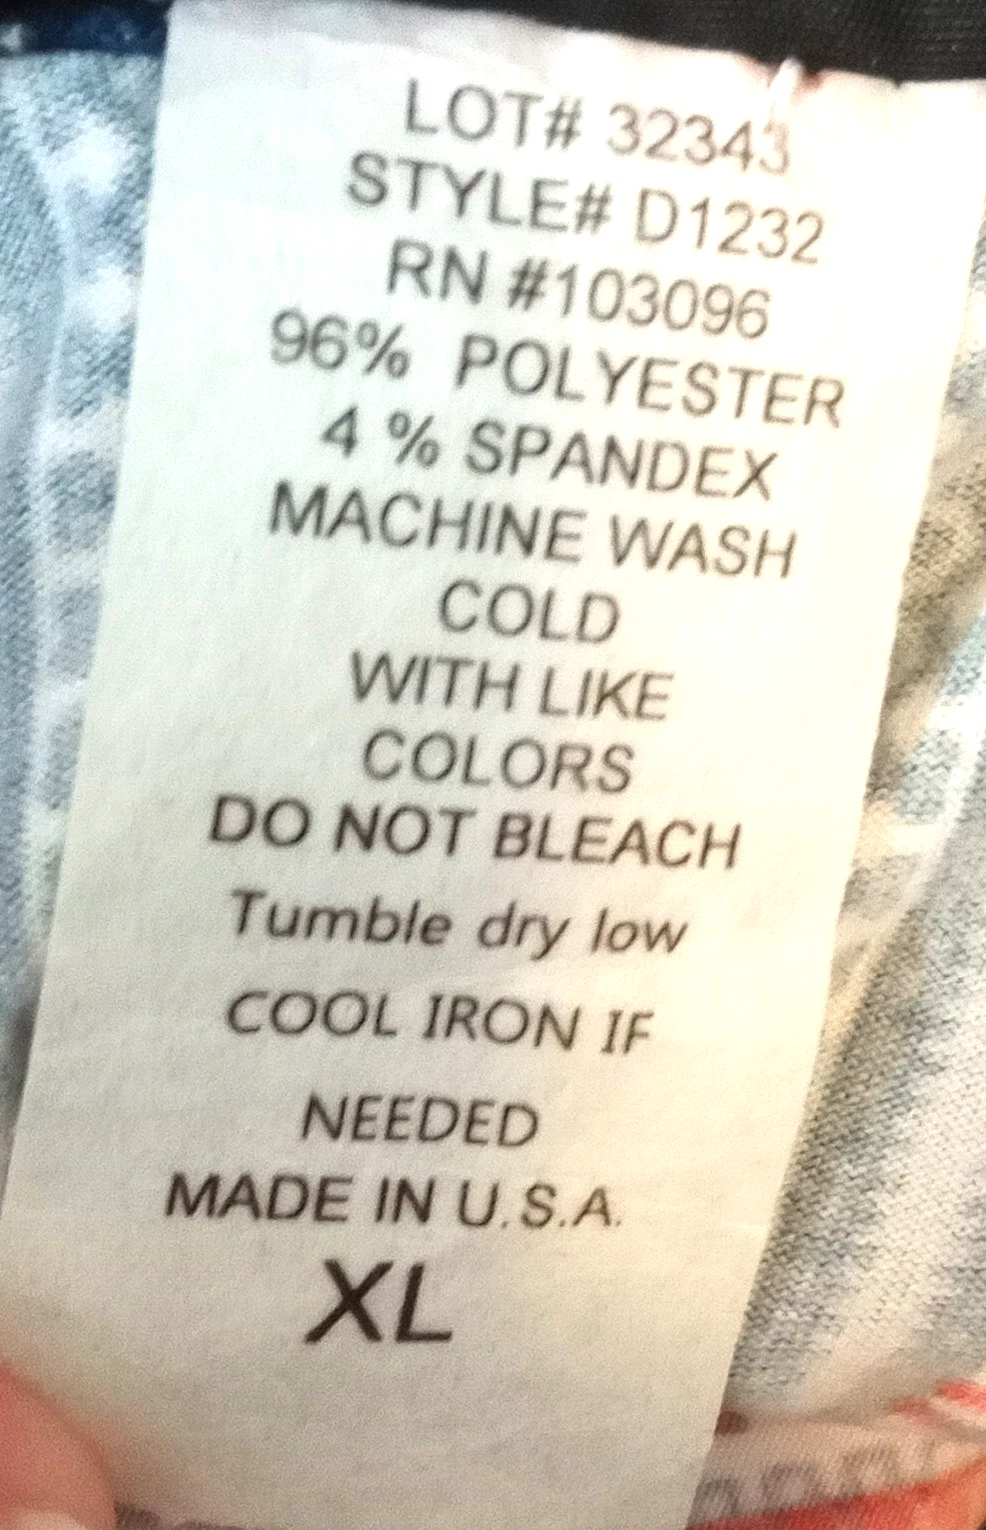 LOT# 32343
STYLE# D1232
RN #103096
96% POLYESTER
4 % SPANDEX
MACHINE WASH
COLD
WITH LIKE
COLORS
DO NOT BLEACH
Tumble dry low
COOL IRON IF
NEEDED
MADE IN U.S.A.
XL